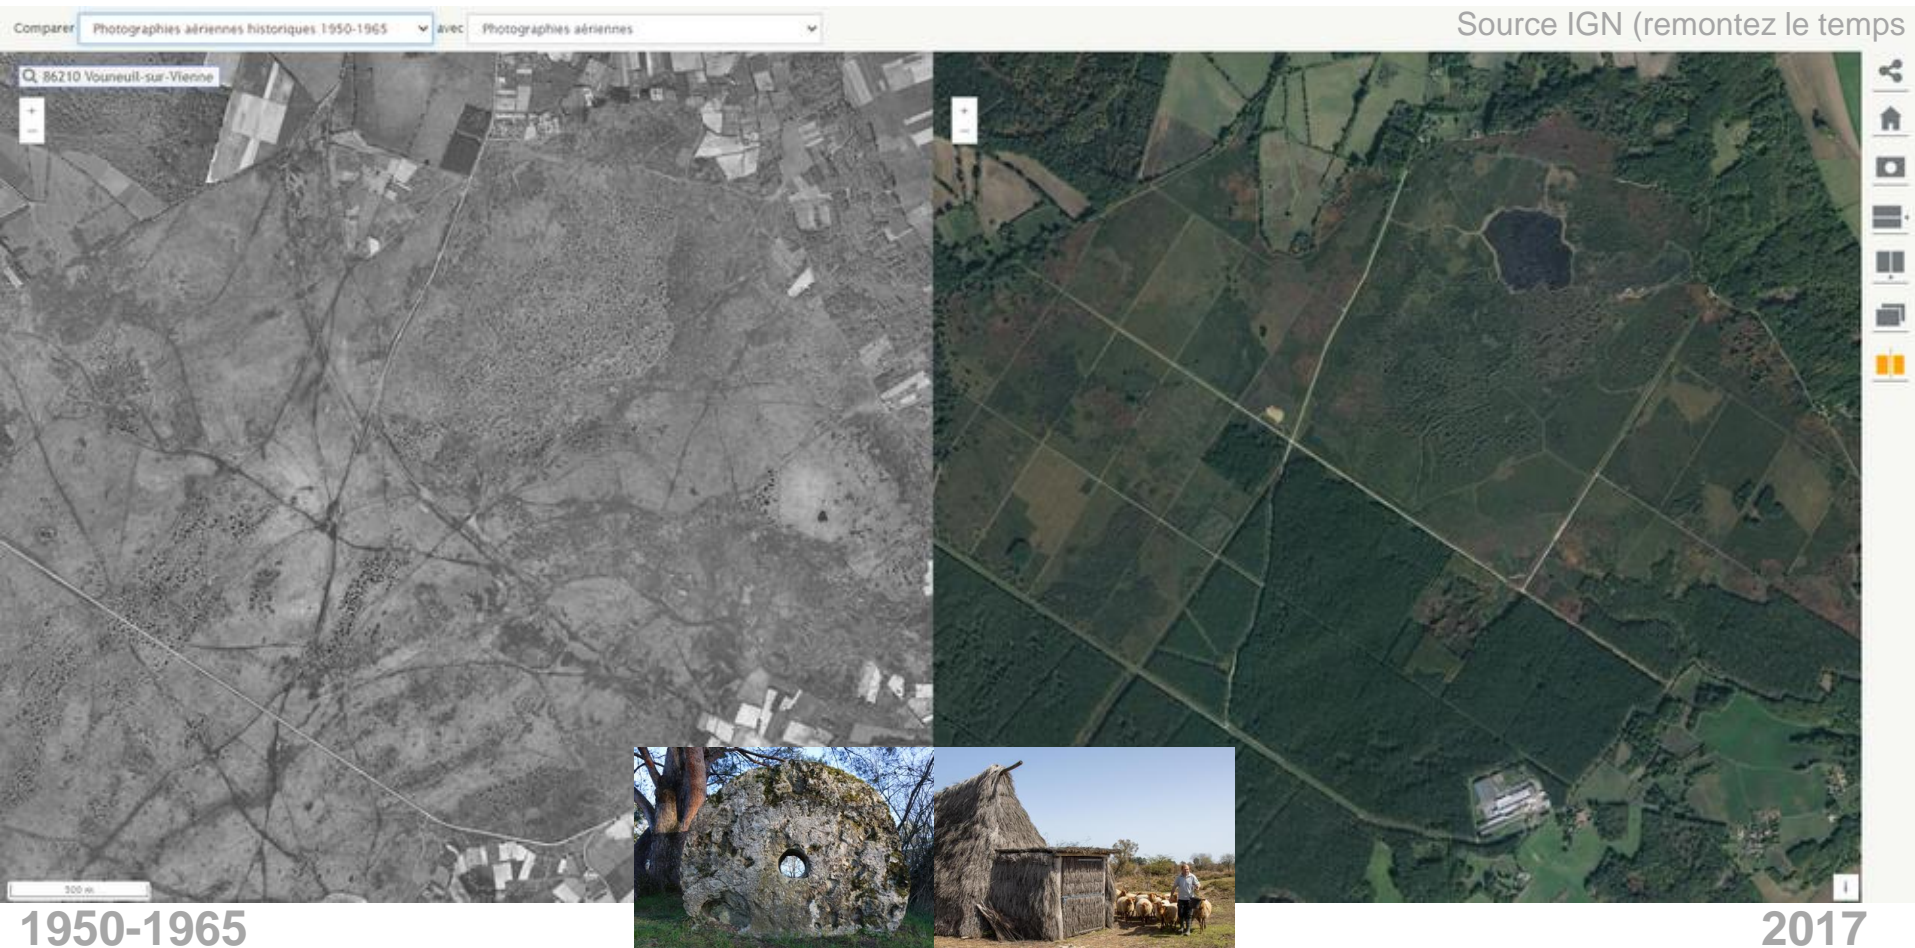 Comparer Photographies aériennes historiques 1950-1965 avec Photographies aériennes
Source IGN (remontez le temps
86210 Vouneuil-sur-Vienne
+
−
+
−
500 m
i
1950-1965
2017